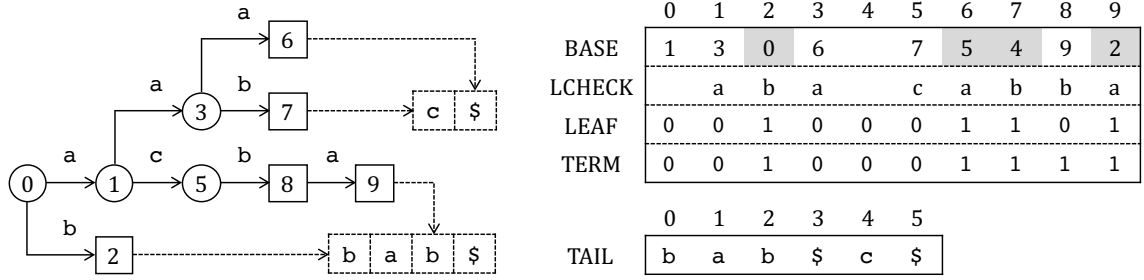 a
6
a
b
3
7
c $
a
c
b
a
0
1
5
8
9
b
2
b a b $
0 1 2 3 4 5 6 7 8 9
BASE 1 3 0 6 7 5 4 9 2
LCHECK a b a c a b b a
LEAF 0 0 1 0 0 0 1 1 0 1
TERM 0 0 1 0 0 0 1 1 1 1
0 1 2 3 4 5
TAIL b a b $ c $